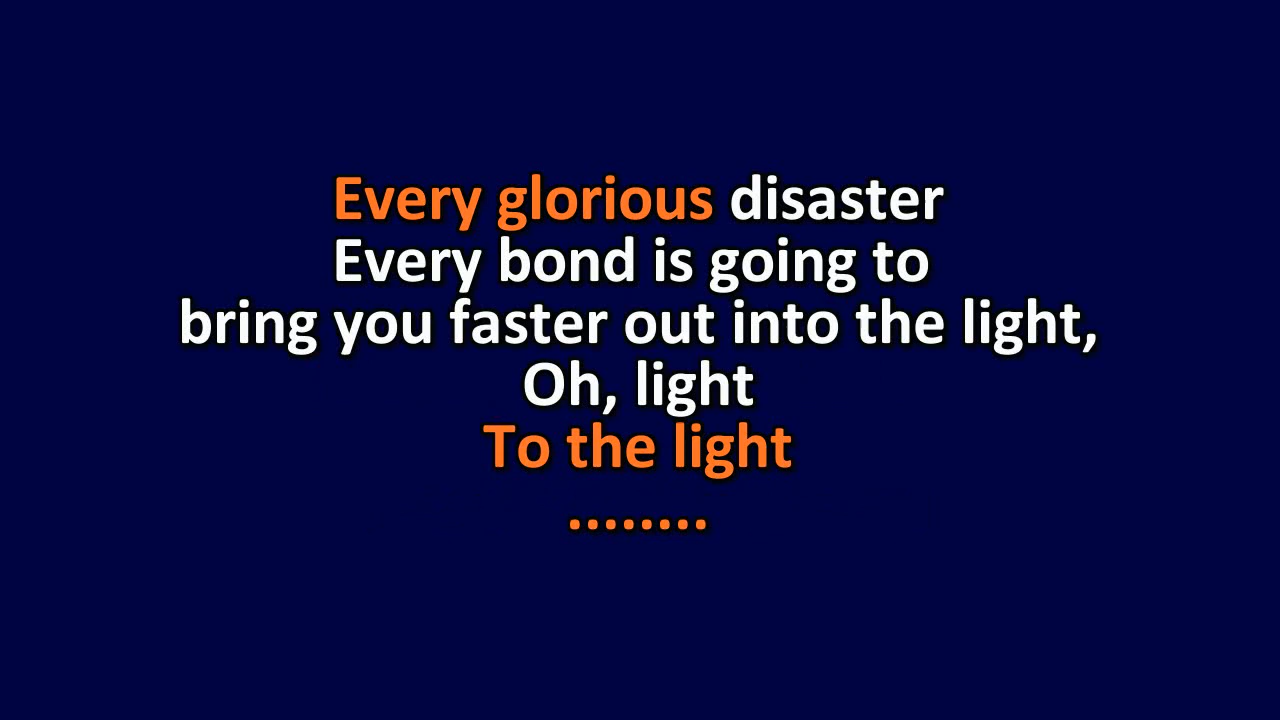 Every glorious disaster
Every bond is going to
bring you faster out into the light,
Oh, light
To the light
........